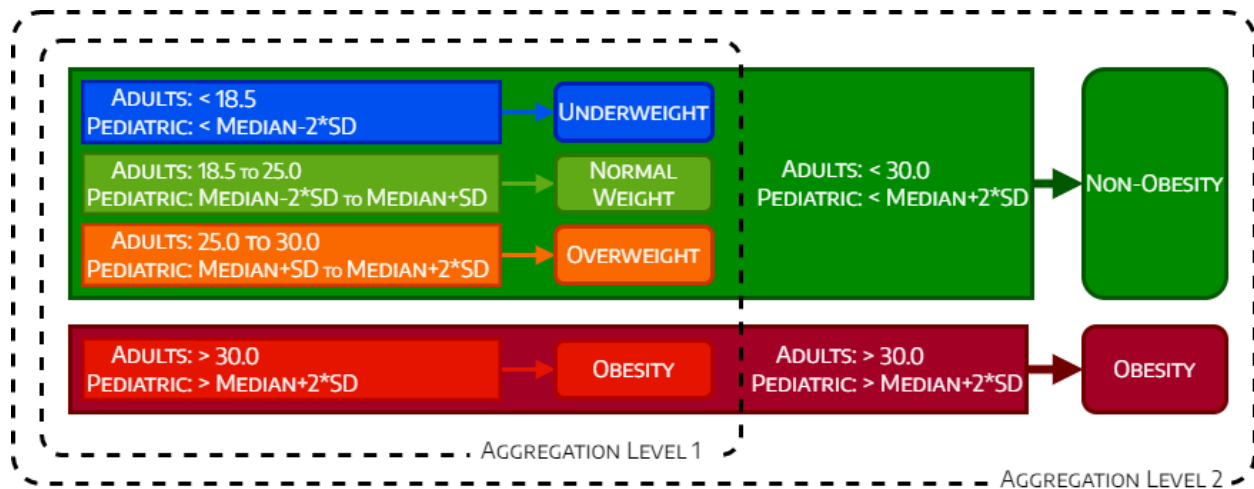 ADULTS: < 18.5
PEDIATRIC: < MEDIAN-2*SD
UNDERWEIGHT
ADULTS: 18.5 TO 25.0
PEDIATRIC: MEDIAN-2*SD TO MEDIAN+SD
NORMAL
WEIGHT
ADULTS: 25.0 TO 30.0
PEDIATRIC: MEDIAN+SD TO MEDIAN+2*SD
OVERWEIGHT
ADULTS: < 30.0
PEDIATRIC: < MEDIAN+2*SD
NON-OBESITY
ADULTS: > 30.0
PEDIATRIC: > MEDIAN+2*SD
OBESITY
ADULTS: > 30.0
PEDIATRIC: > MEDIAN+2*SD
OBESITY
AGGREGATION LEVEL 1
AGGREGATION LEVEL 2